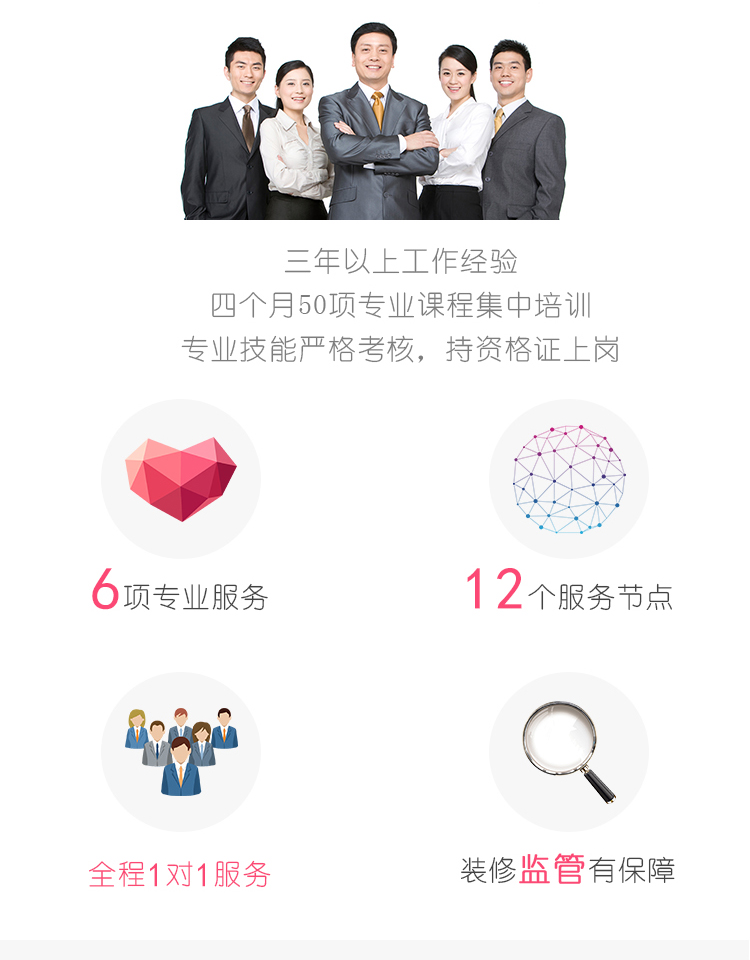 三年以上工作经验
四个月50项专业课程集中培训
专业技能严格考核，持资格证上岗
6项专业服务
12个服务节点
全程1对1服务
装修监管有保障